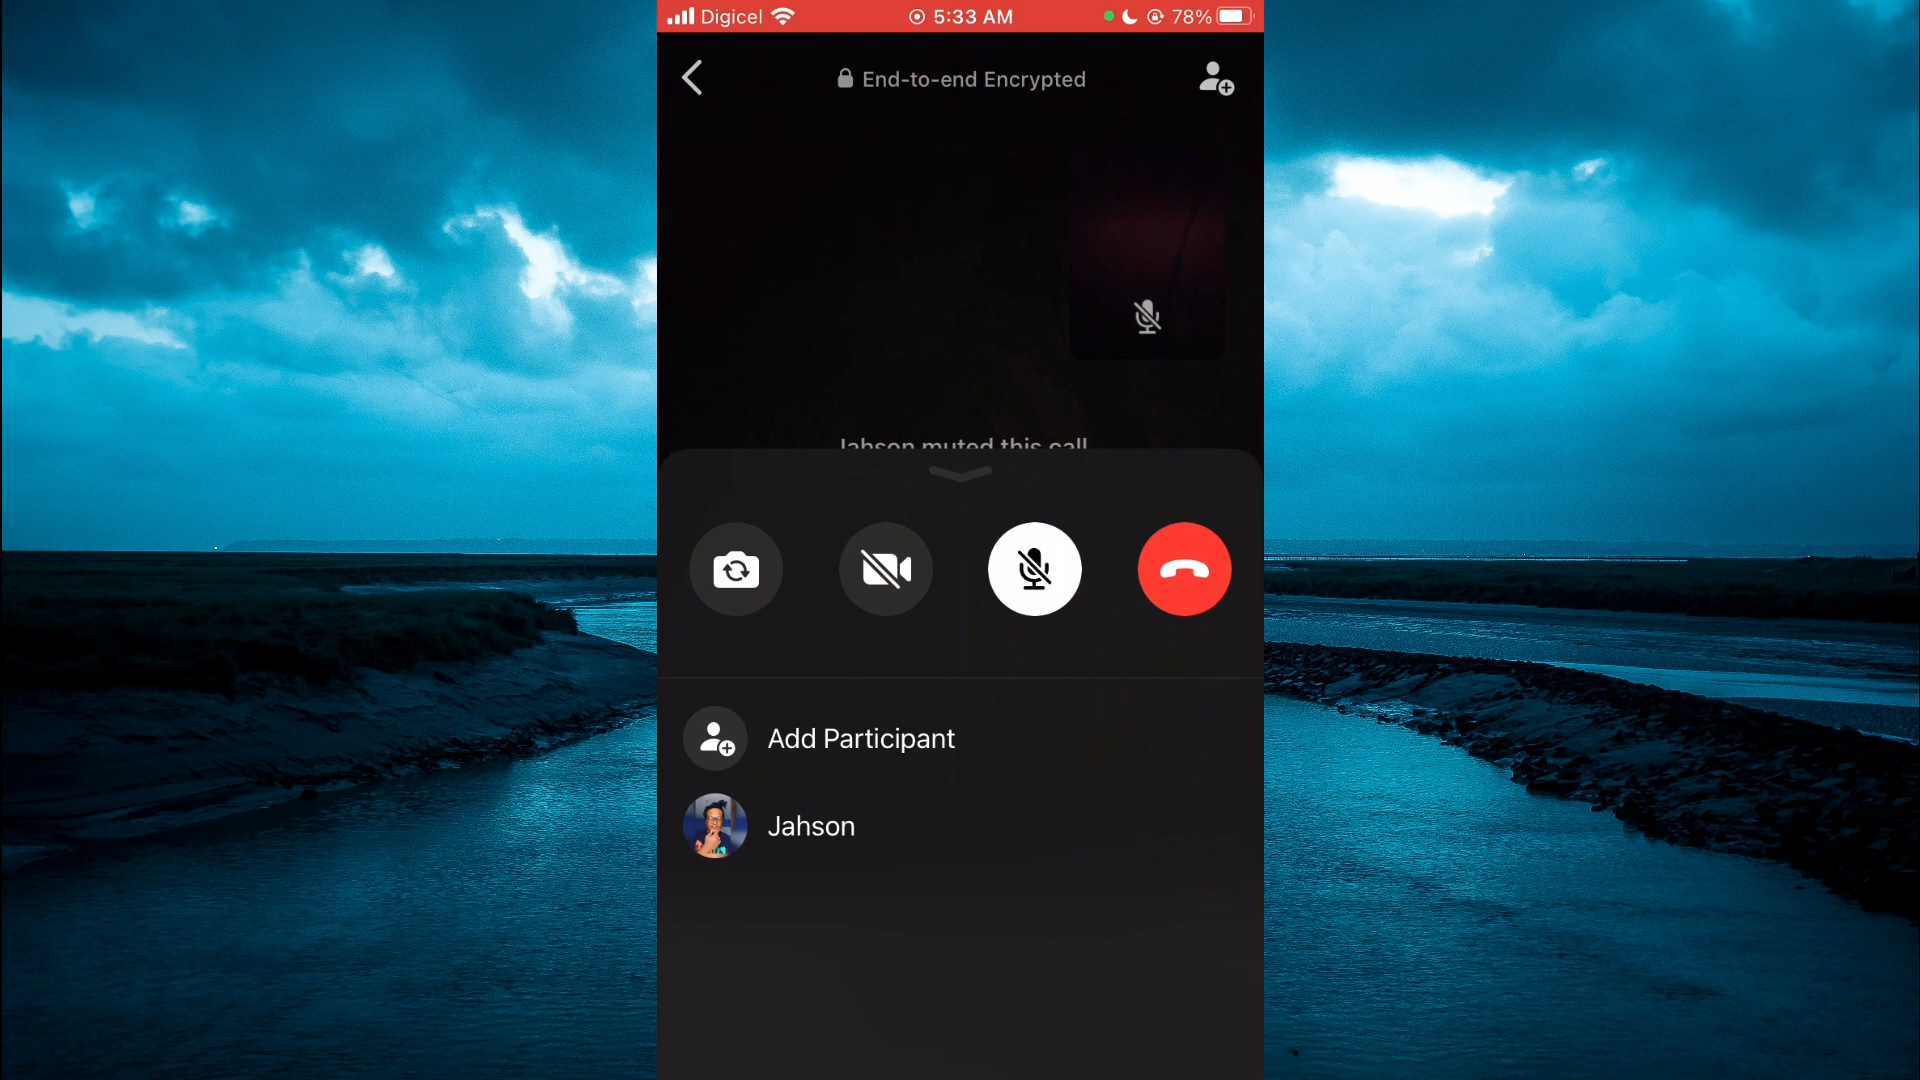 Digicel 5:33 AM 78%
End-to-end Encrypted
Jahson muted this call
Add Participant
Jahson